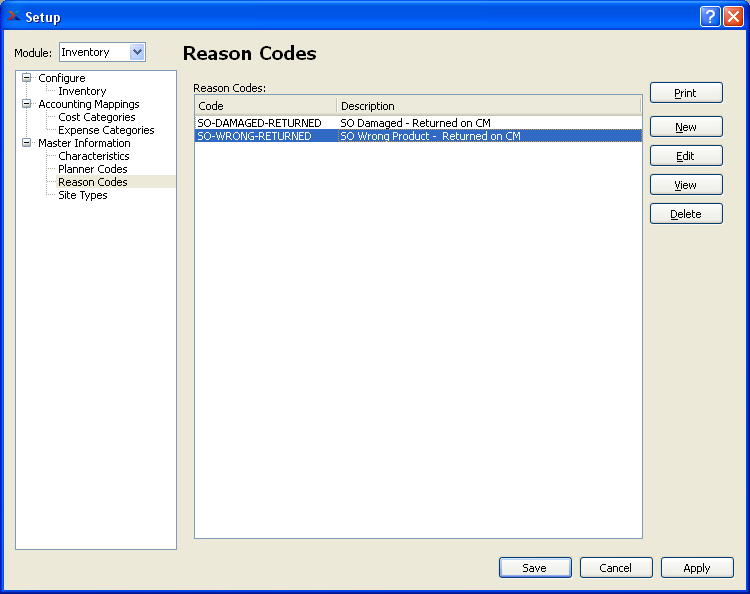 Setup
Module: Inventory
Reason Codes
Configure
Inventory
Accounting Mappings
Cost Categories
Expense Categories
Master Information
Characteristics
Planner Codes
Reason Codes
Site Types
Reason Codes:
Code Description
SO-DAMAGED-RETURNED SO Damaged - Returned on CM
SO-WRONG-RETURNED SO Wrong Product -  Returned on CM
Print
New
Edit
View
Delete
Save Cancel Apply